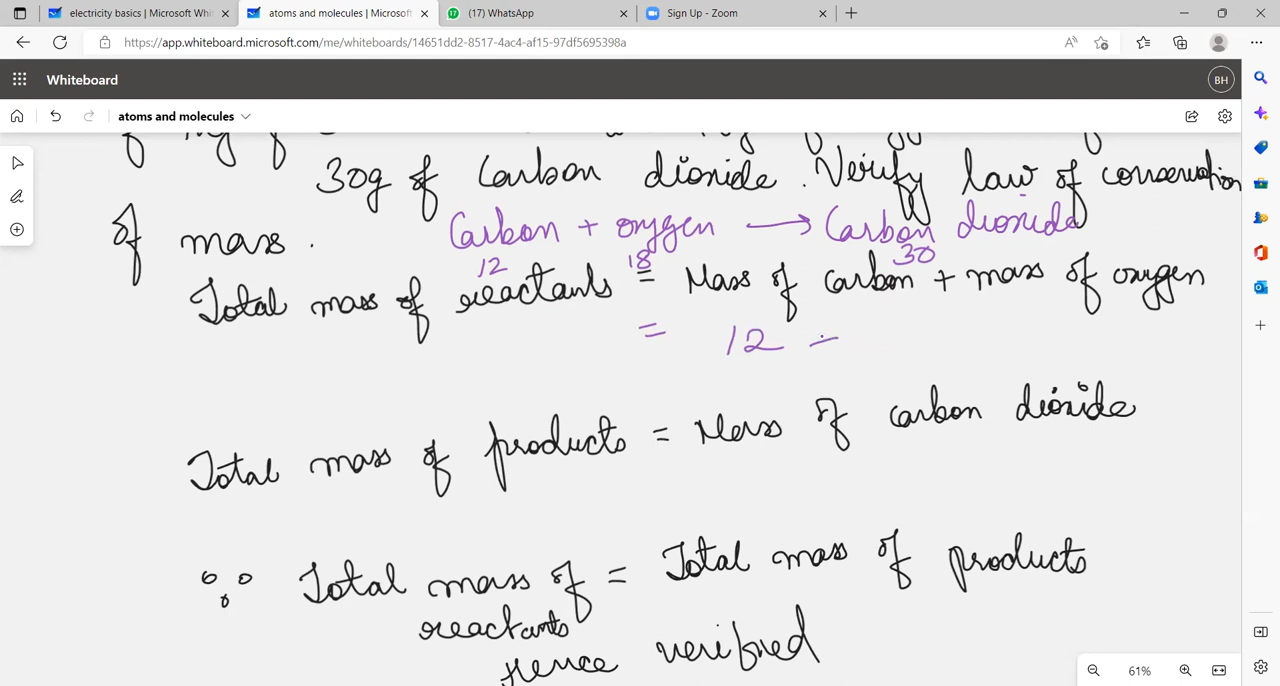 electricity basics | Microsoft Whi
atoms and molecules | Microsoft
(17) WhatsApp
Sign Up - Zoom
https://app.whiteboard.microsoft.com/me/whiteboards/14651dd2-8517-4ac4-af15-97df5695398a
Whiteboard
BH
atoms and molecules
30g of Carbon dioxide. Verify law of conservation
of mass.
Carbon + oxygen → Carbon dioxide
12 18 30
Total mass of reactants = Mass of carbon + mass of oxygen
= 12 -
Total mass of products = Mass of carbon dioxide
∵ Total mass of = Total mass of products
reactants
Hence verified
61%